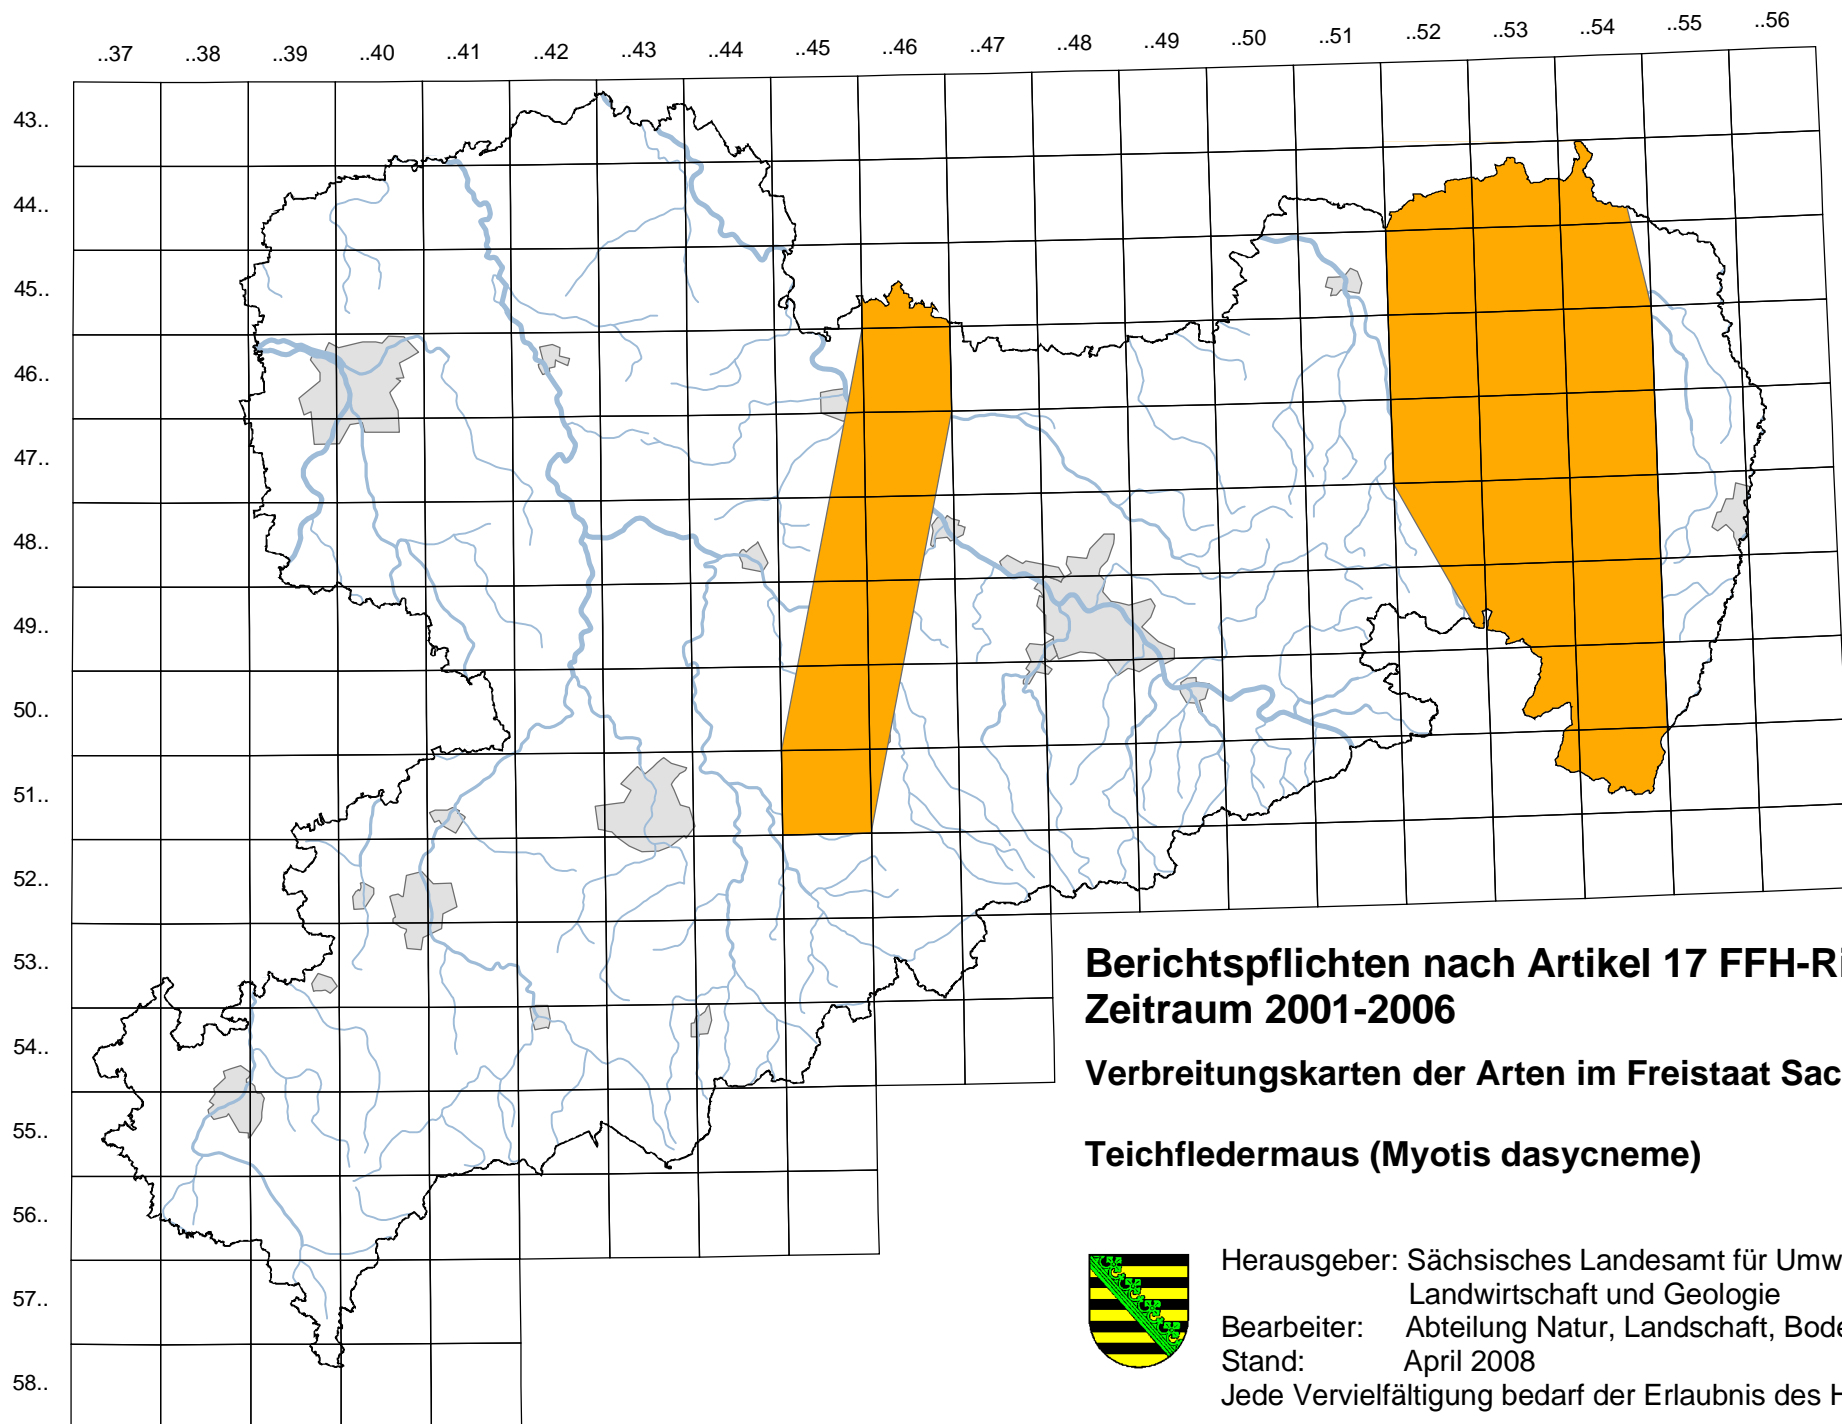 ..37 ..38 ..39 ..40 ..41 ..42 ..43 ..44 ..45 ..46 ..47 ..48 ..49 ..50 ..51 ..52 ..53 ..54 ..55 ..56
43..
44..
45..
46..
47..
48..
49..
50..
51..
52..
53..
54..
55..
56..
57..
58..
Berichtspflichten nach Artikel 17 FFH-Ri
Zeitraum 2001-2006
Verbreitungskarten der Arten im Freistaat Sac
Teichfledermaus (Myotis dasycneme)
Herausgeber: Sächsisches Landesamt für Umw
Landwirtschaft und Geologie
Bearbeiter: Abteilung Natur, Landschaft, Bode
Stand: April 2008
Jede Vervielfältigung bedarf der Erlaubnis des H